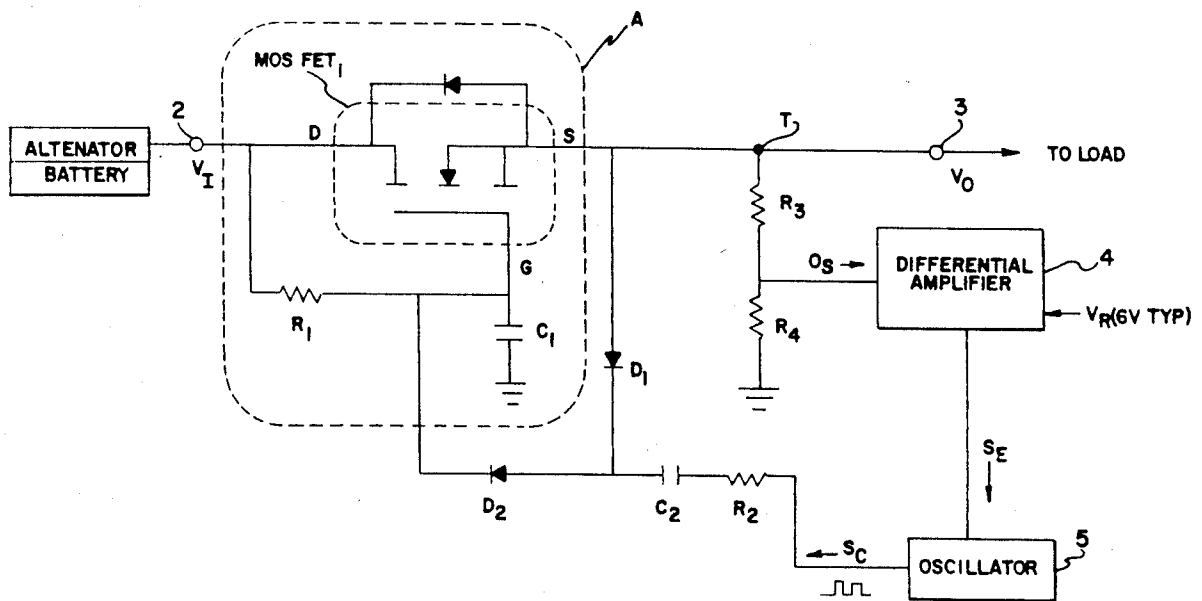 A
MOS FET1
2
D
S
T
3
ALTENATOR
BATTERY
VI
VO
TO LOAD
R3
G
OS
DIFFERENTIAL
AMPLIFIER
4
R1
C1
R4
VR(6V TYP)
D1
SE
D2
C2
R2
SC
OSCILLATOR
5